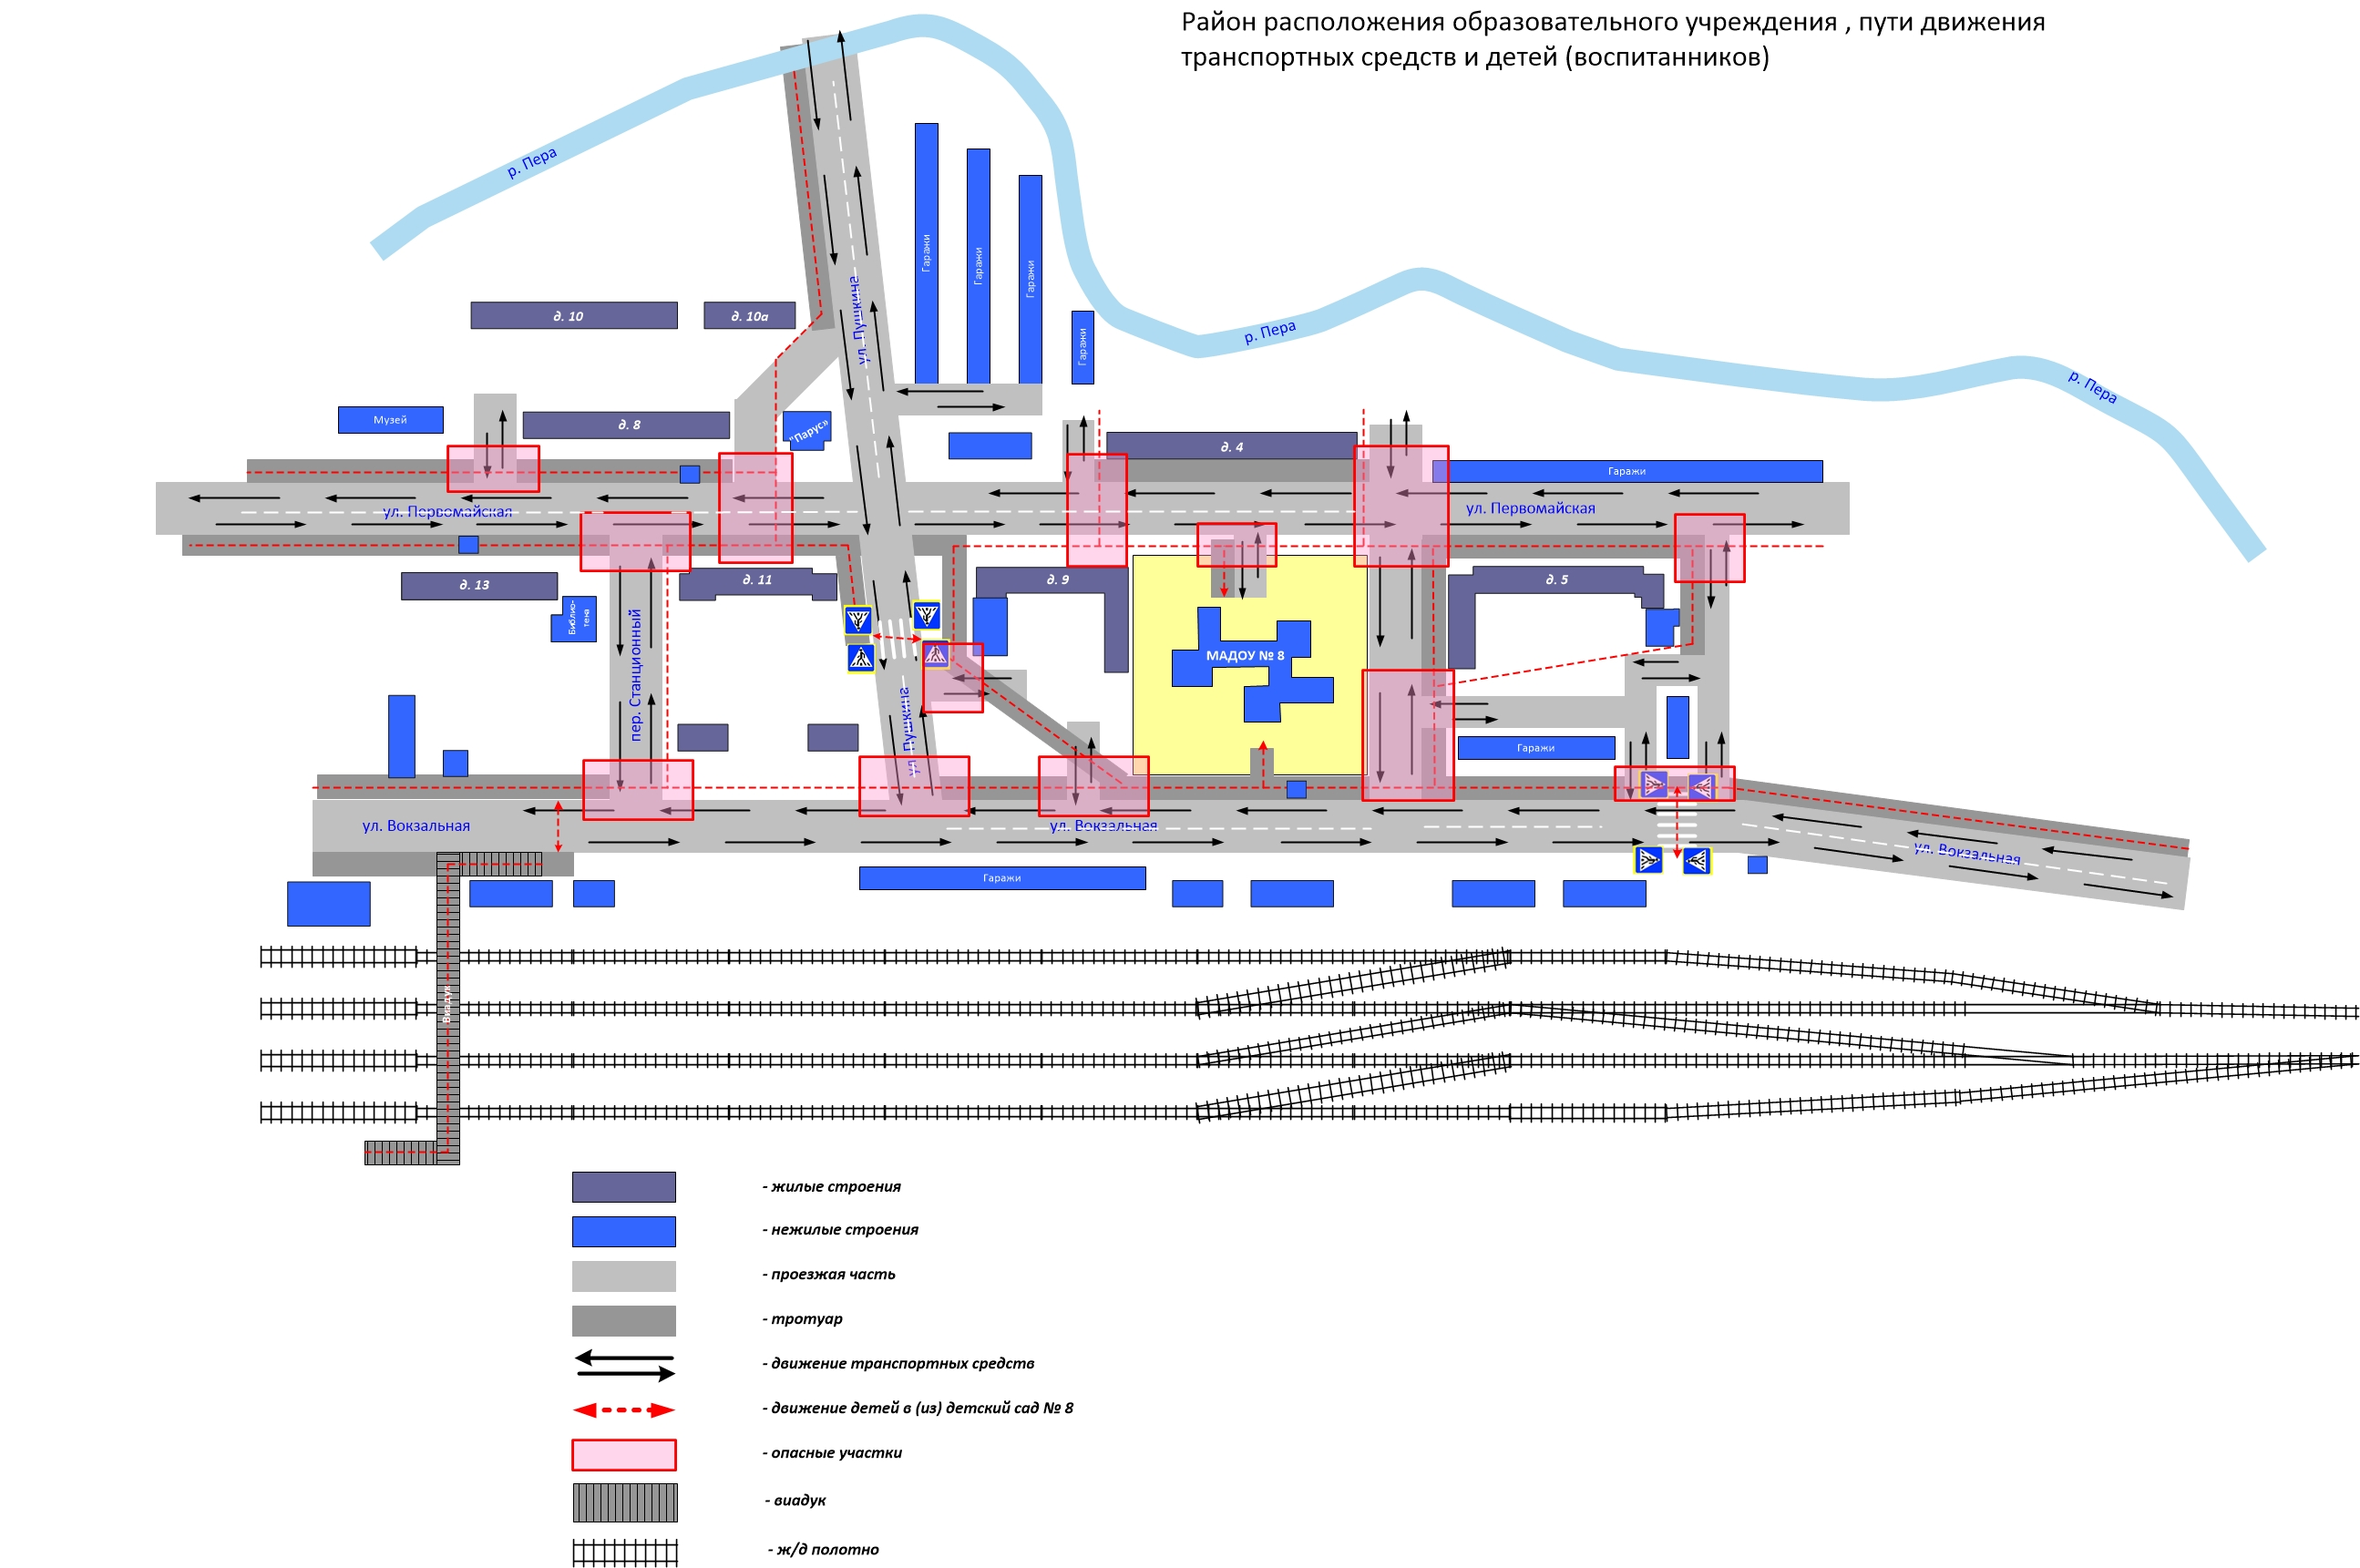 Район расположения образовательного учреждения , пути движения
транспортных средств и детей (воспитанников)
р. Пера
Гаражи
Гаражи
Гаражи
ул. Пушкина
д. 10
д. 10а
Гаражи
р. Пера
р. Пера
Музей
д. 8
"Парус»
д. 4
Гаражи
ул. Первомайская
ул. Первомайская
д. 13
д. 11
д. 9
д. 5
Библио-
тека
пер. Станционный
МАДОУ № 8
ул. Пушкина
Гаражи
ул. Вокзальная
ул. Вокзальная
ул. Вокзальная
Гаражи
Виадук
- жилые строения
- нежилые строения
- проезжая часть
- тротуар
- движение транспортных средств
- движение детей в (из) детский сад № 8
- опасные участки
- виадук
- ж/д полотно